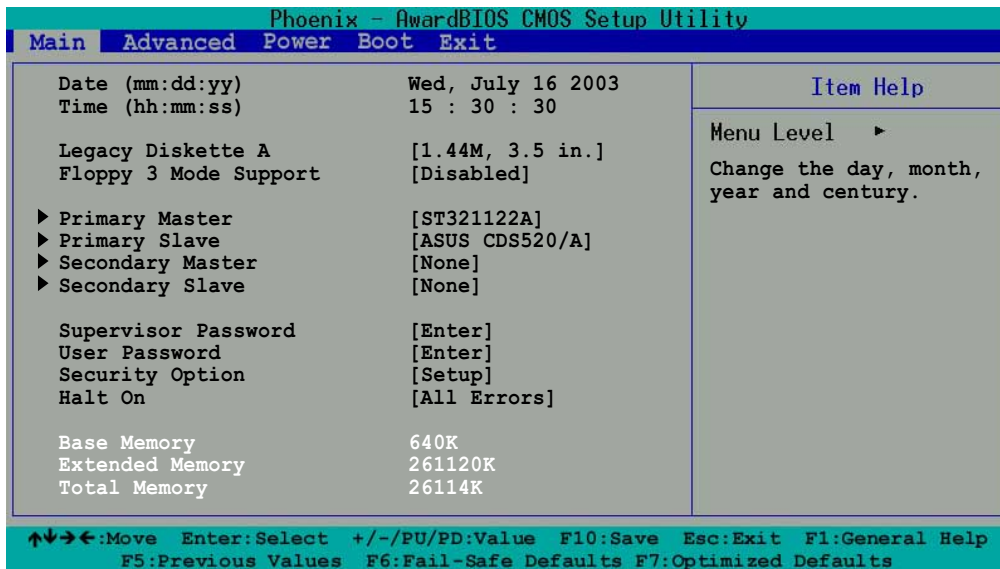 Phoenix - AwardBIOS CMOS Setup Utility
Main Advanced Power Boot Exit
Date (mm:dd:yy) Wed, July 16 2003
Time (hh:mm:ss) 15 : 30 : 30
Legacy Diskette A [1.44M, 3.5 in.]
Floppy 3 Mode Support [Disabled]
Primary Master [ST321122A]
Primary Slave [ASUS CDS520/A]
Secondary Master [None]
Secondary Slave [None]
Supervisor Password [Enter]
User Password [Enter]
Security Option [Setup]
Halt On [All Errors]
Base Memory 640K
Extended Memory 261120K
Total Memory 26114K
Item Help
Menu Level
Change the day, month,
year and century.
↑↓→←:Move Enter:Select +/-/PU/PD:Value F10:Save Esc:Exit F1:General Help
F5:Previous Values F6:Fail-Safe Defaults F7:Optimized Defaults